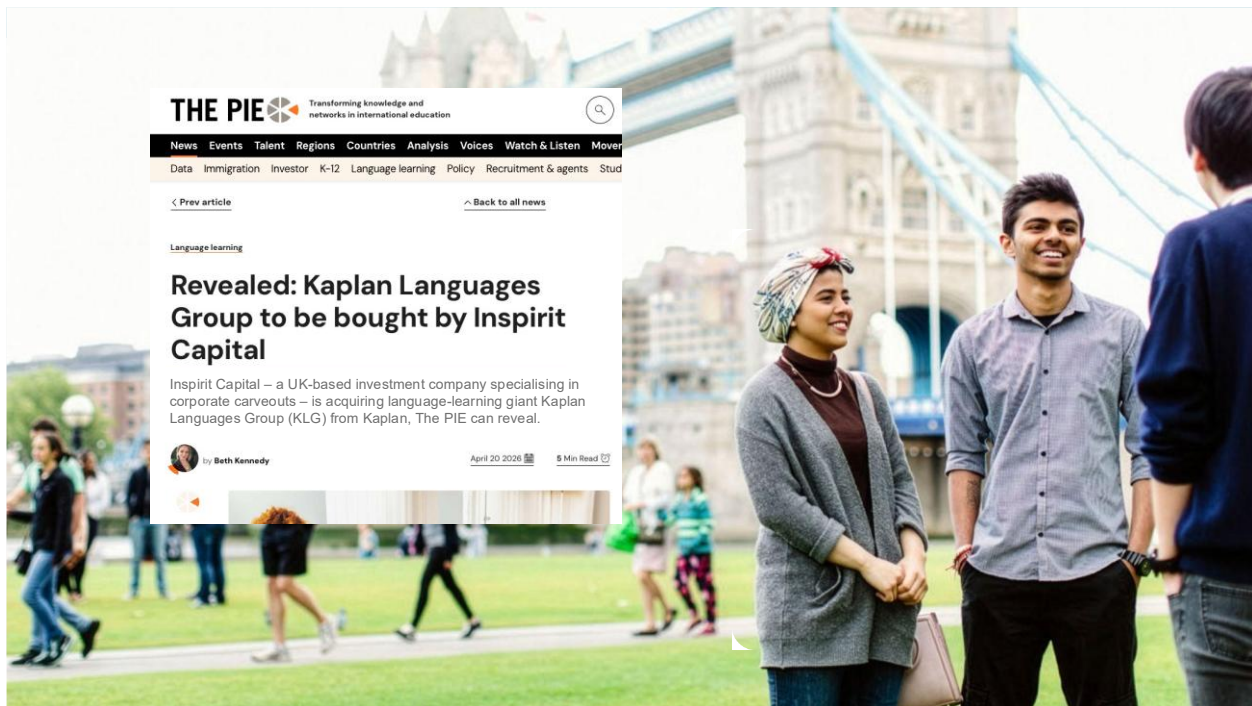 THE PIE
Transforming knowledge and
networks in international education
News Events Talent Regions Countries Analysis Voices Watch & Listen Mover
Data Immigration Investor K-12 Language learning Policy Recruitment & agents Stud
Prev article
Back to all news
Language learning
Revealed: Kaplan Languages
Group to be bought by Inspirit
Capital
Inspirit Capital – a UK-based investment company specialising in
corporate carveouts – is acquiring language-learning giant Kaplan
Languages Group (KLG) from Kaplan, The PIE can reveal.
by Beth Kennedy
April 20 2026
5 Min Read